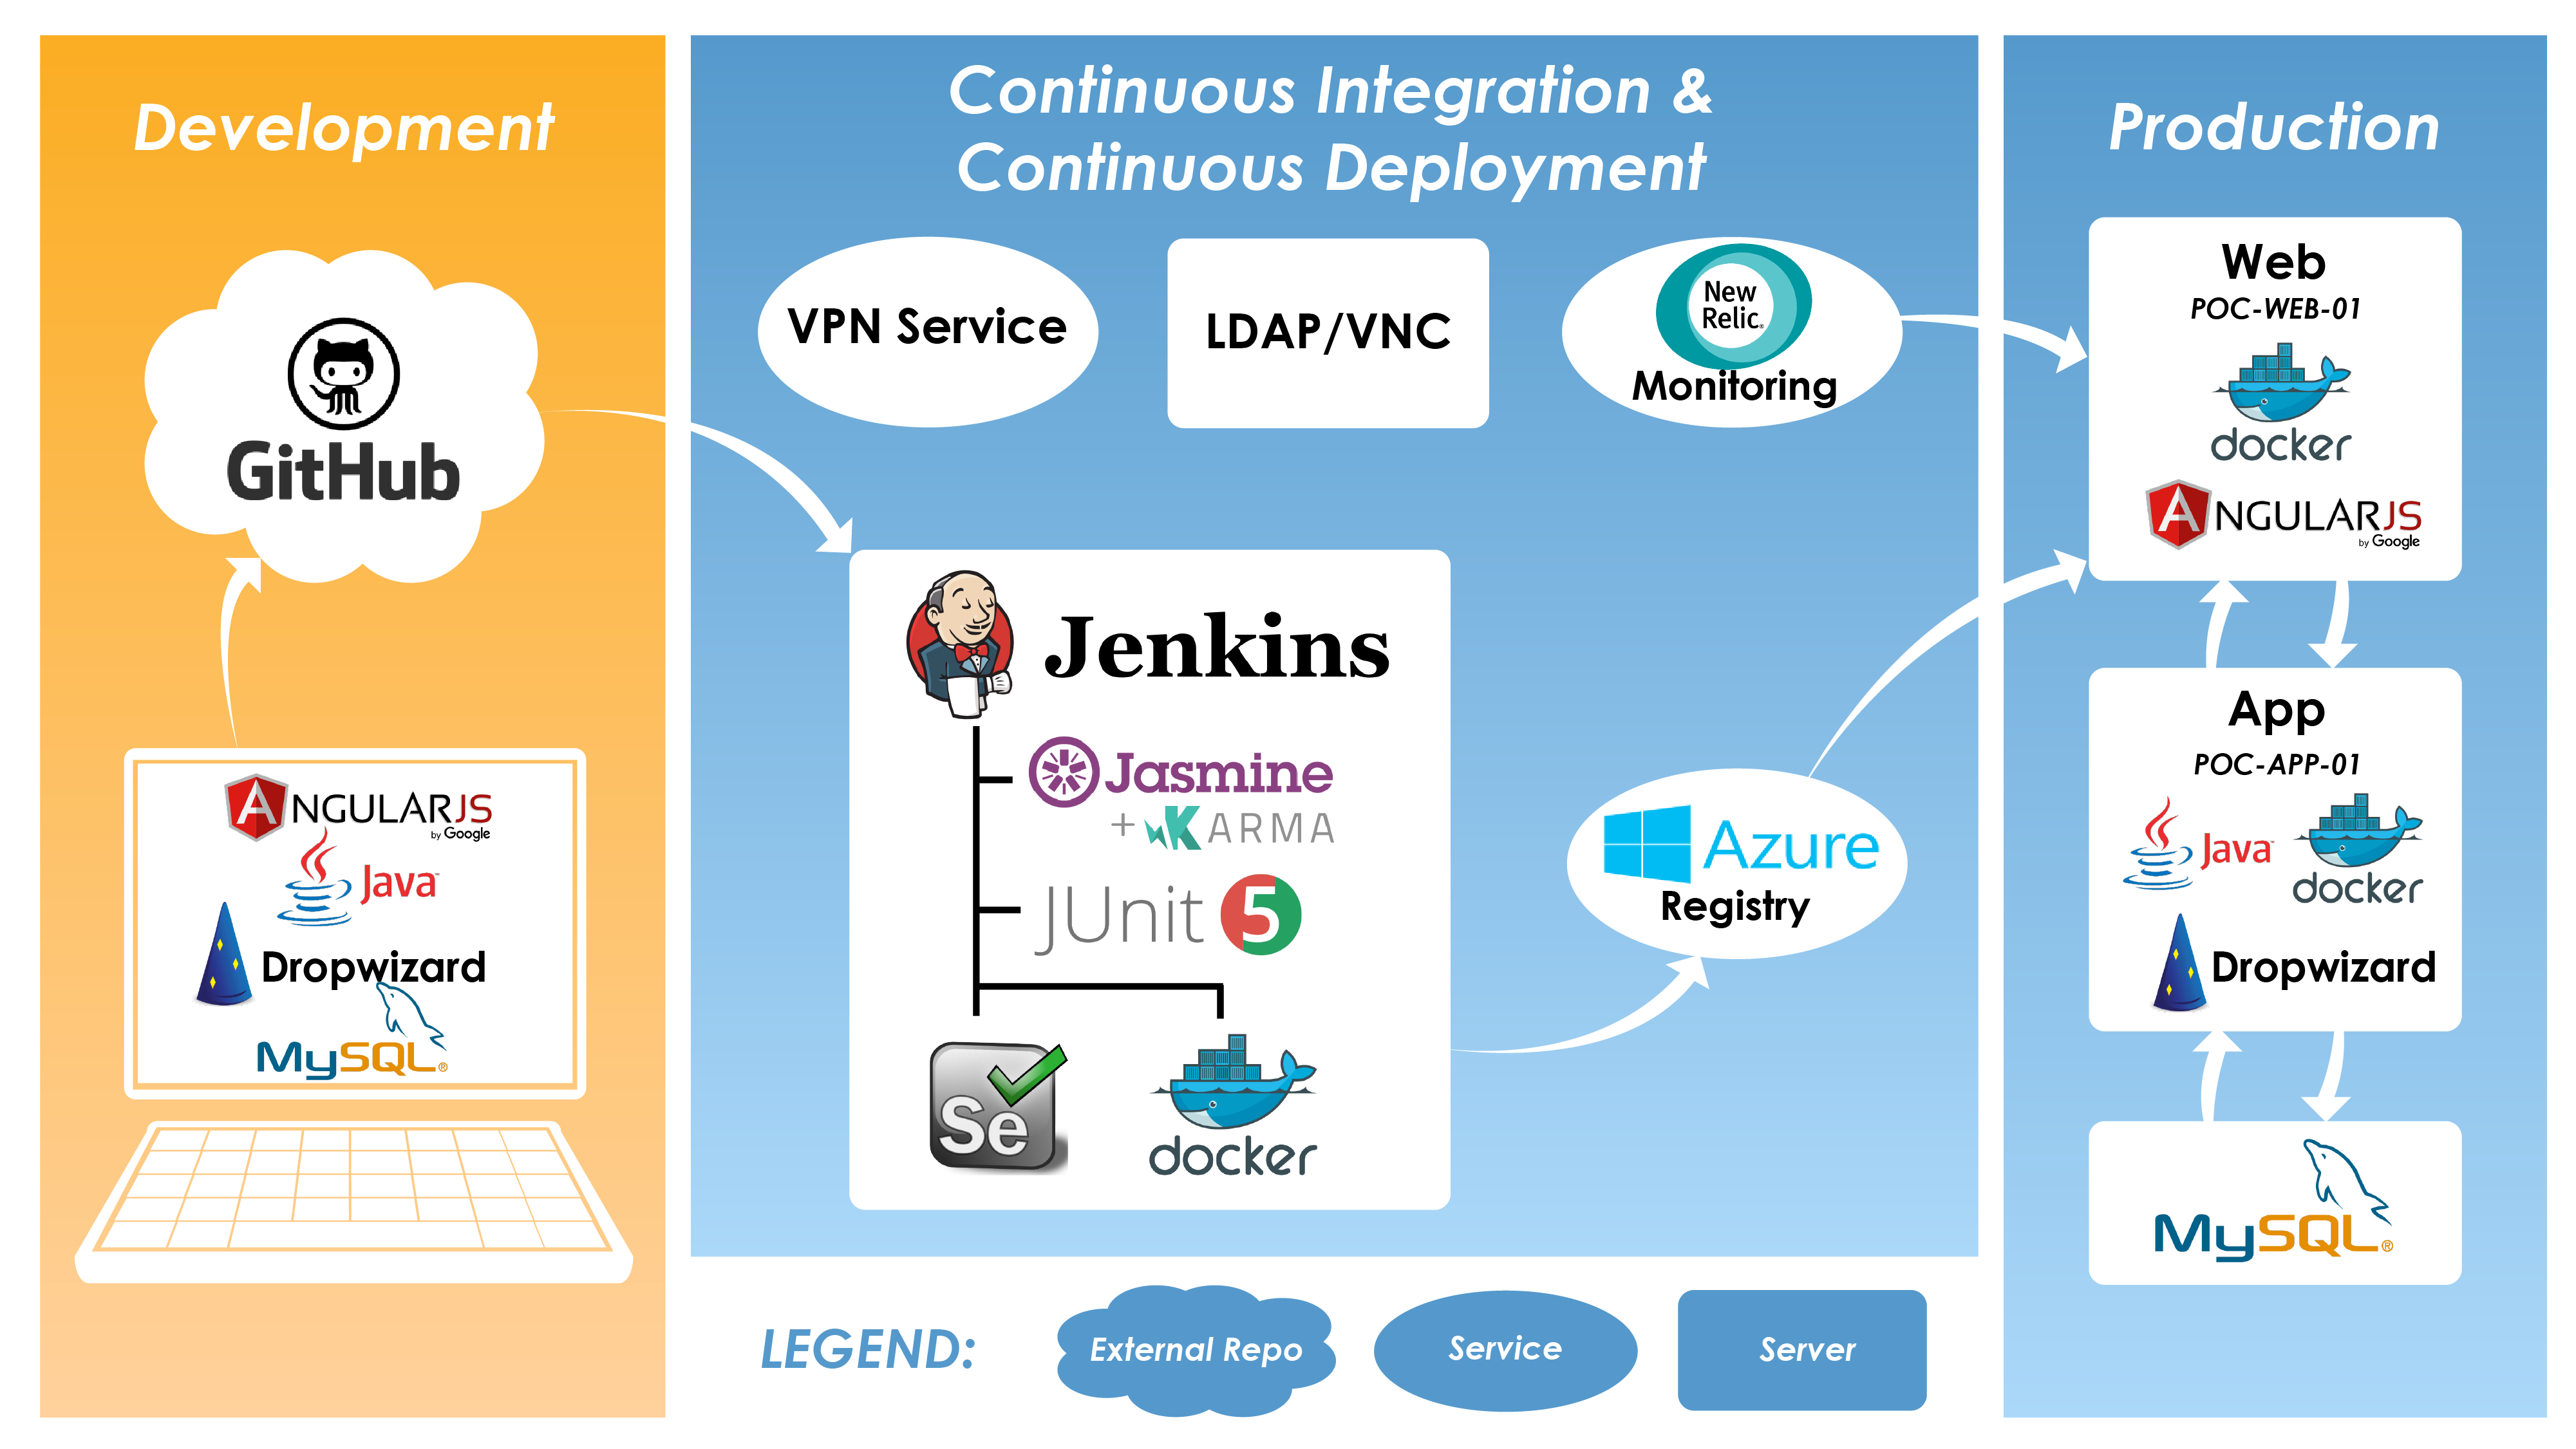 Development
GitHub
ANGULARJS
by Google
Java™
Dropwizard
MySQL®
Continuous Integration &
Continuous Deployment
VPN Service
LDAP/VNC
New
Relic®
Monitoring
Jenkins
Jasmine
+ KARMA
JUnit 5
Se
docker
Azure
Registry
Production
Web
POC-WEB-01
docker
ANGULARJS
by Google
App
POC-APP-01
Java™
docker
Dropwizard
MySQL®
LEGEND:
External Repo
Service
Server